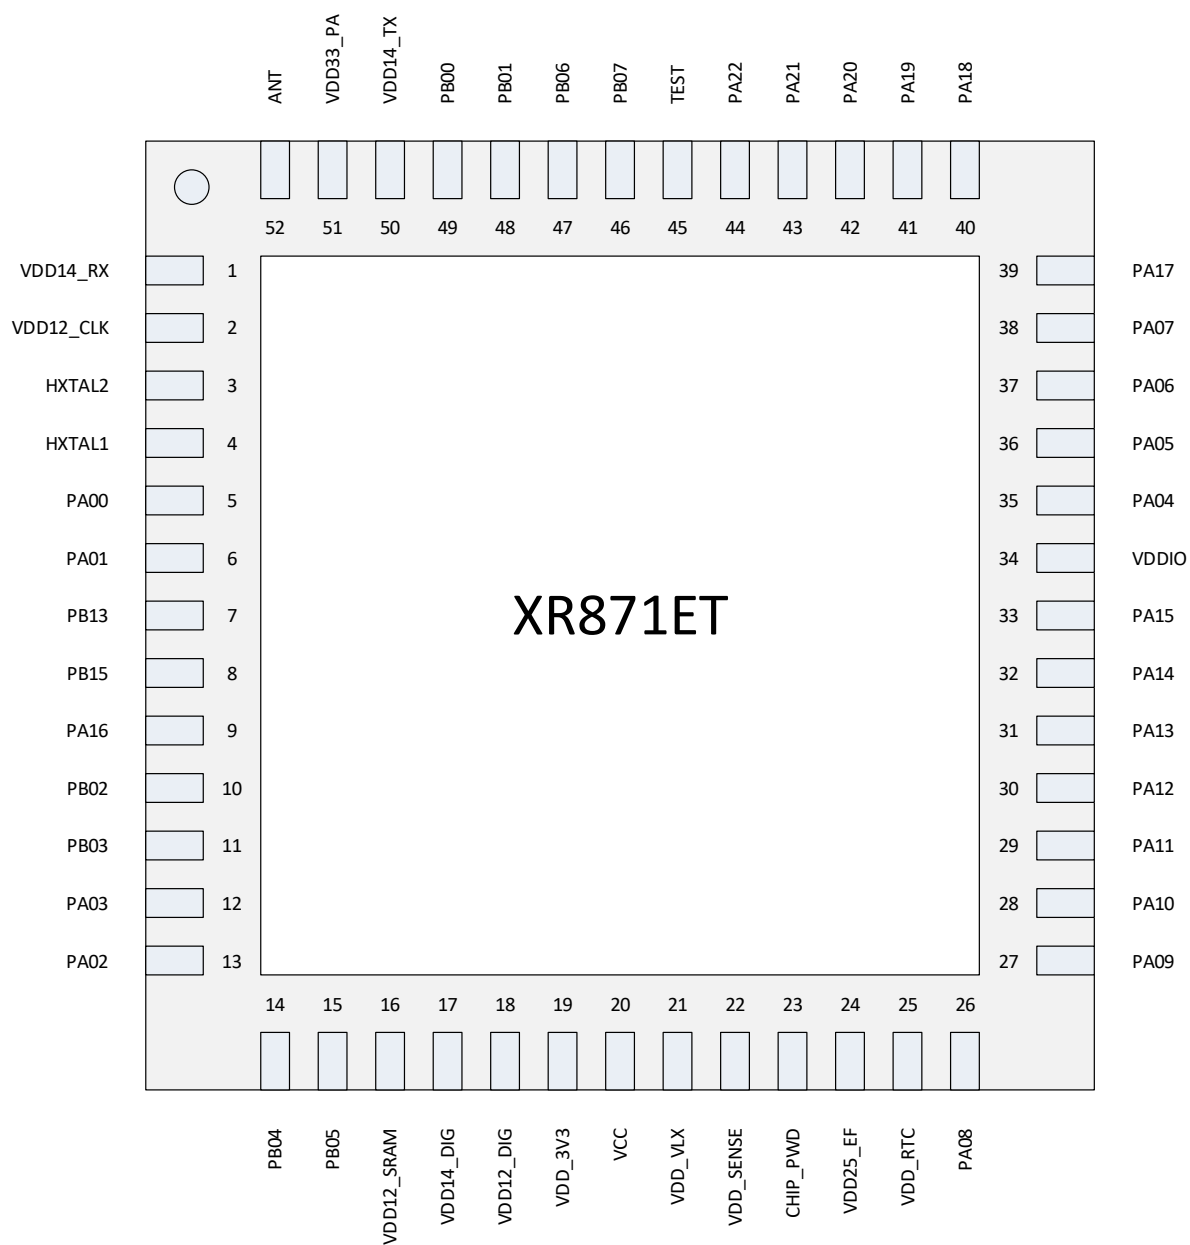 ANT VDD33_PA VDD14_TX PB00 PB01 PB06 PB07 TEST PA22 PA21 PA20 PA19 PA18
52 51 50 49 48 47 46 45 44 43 42 41 40
VDD14_RX 1 39 PA17
VDD12_CLK 2 38 PA07
HXTAL2 3 37 PA06
HXTAL1 4 36 PA05
PA00 5 35 PA04
PA01 6 34 VDDIO
PB13 7 33 PA15
XR871ET
PB15 8 32 PA14
PA16 9 31 PA13
PB02 10 30 PA12
PB03 11 29 PA11
PA03 12 28 PA10
PA02 13 27 PA09
14 15 16 17 18 19 20 21 22 23 24 25 26
PB04 PB05 VDD12_SRAM VDD14_DIG VDD12_DIG VDD_3V3 VCC VDD_VLX VDD_SENSE CHIP_PWD VDD25_EF VDD_RTC PA08